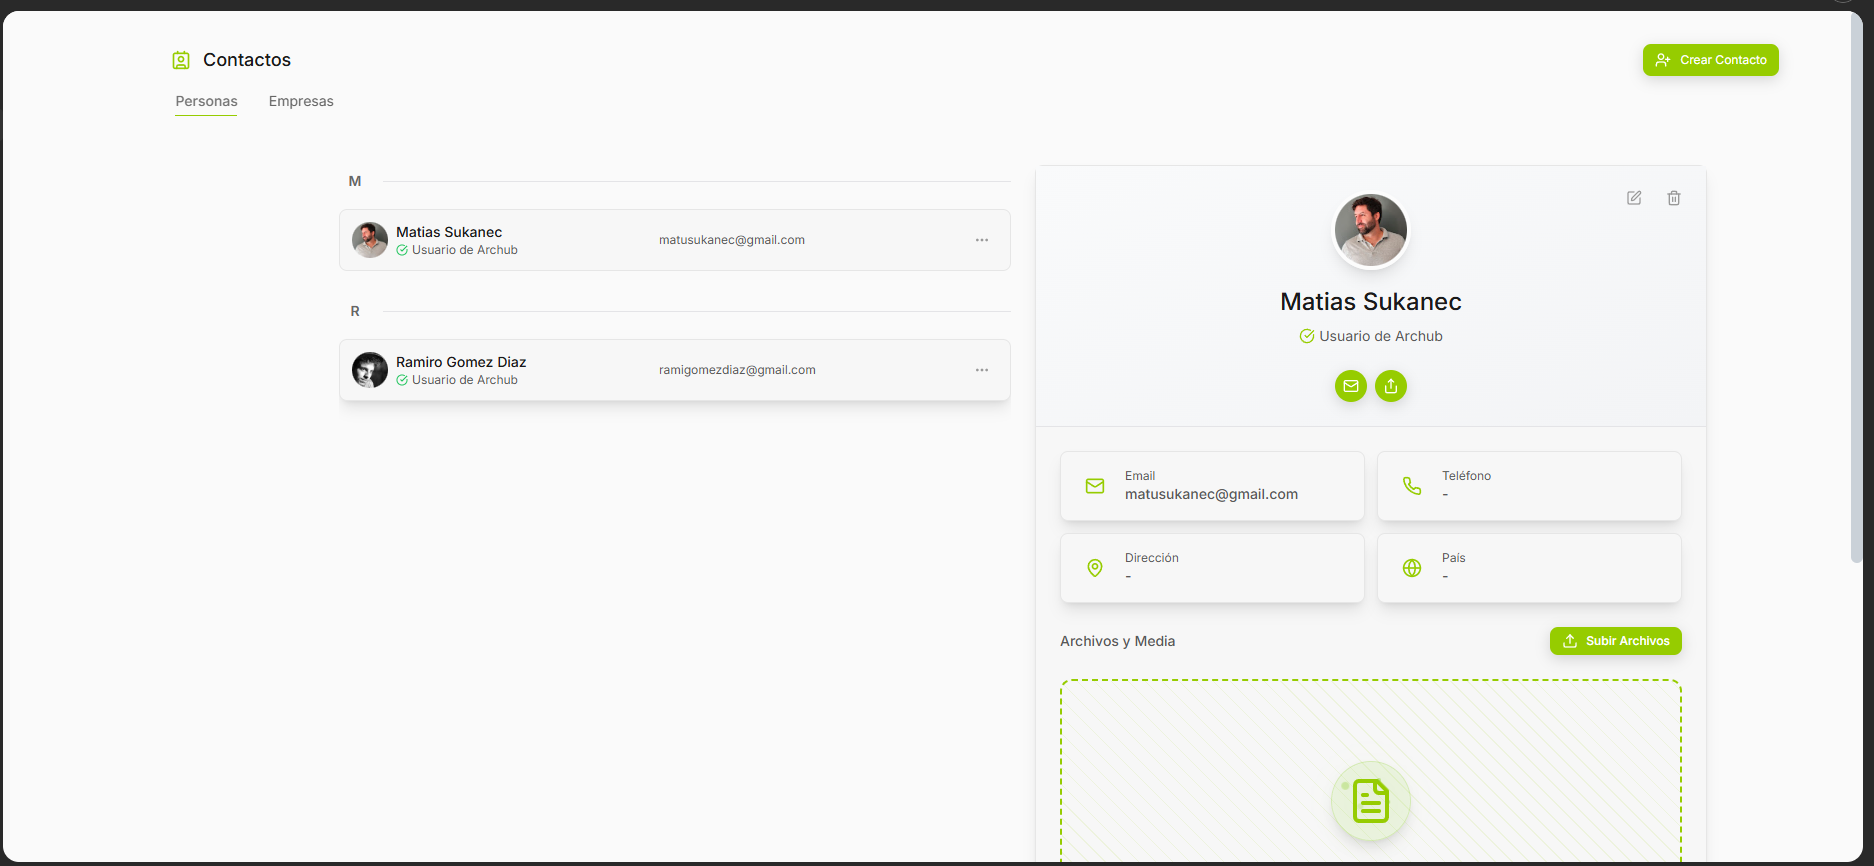 Contactos
Crear Contacto
Personas
Empresas
M
Matias Sukanec
Usuario de Archub
matusukanec@gmail.com
R
Ramiro Gomez Diaz
Usuario de Archub
ramigomezdiaz@gmail.com
Matias Sukanec
Usuario de Archub
Email
matusukanec@gmail.com
Teléfono
-
Dirección
-
País
-
Archivos y Media
Subir Archivos